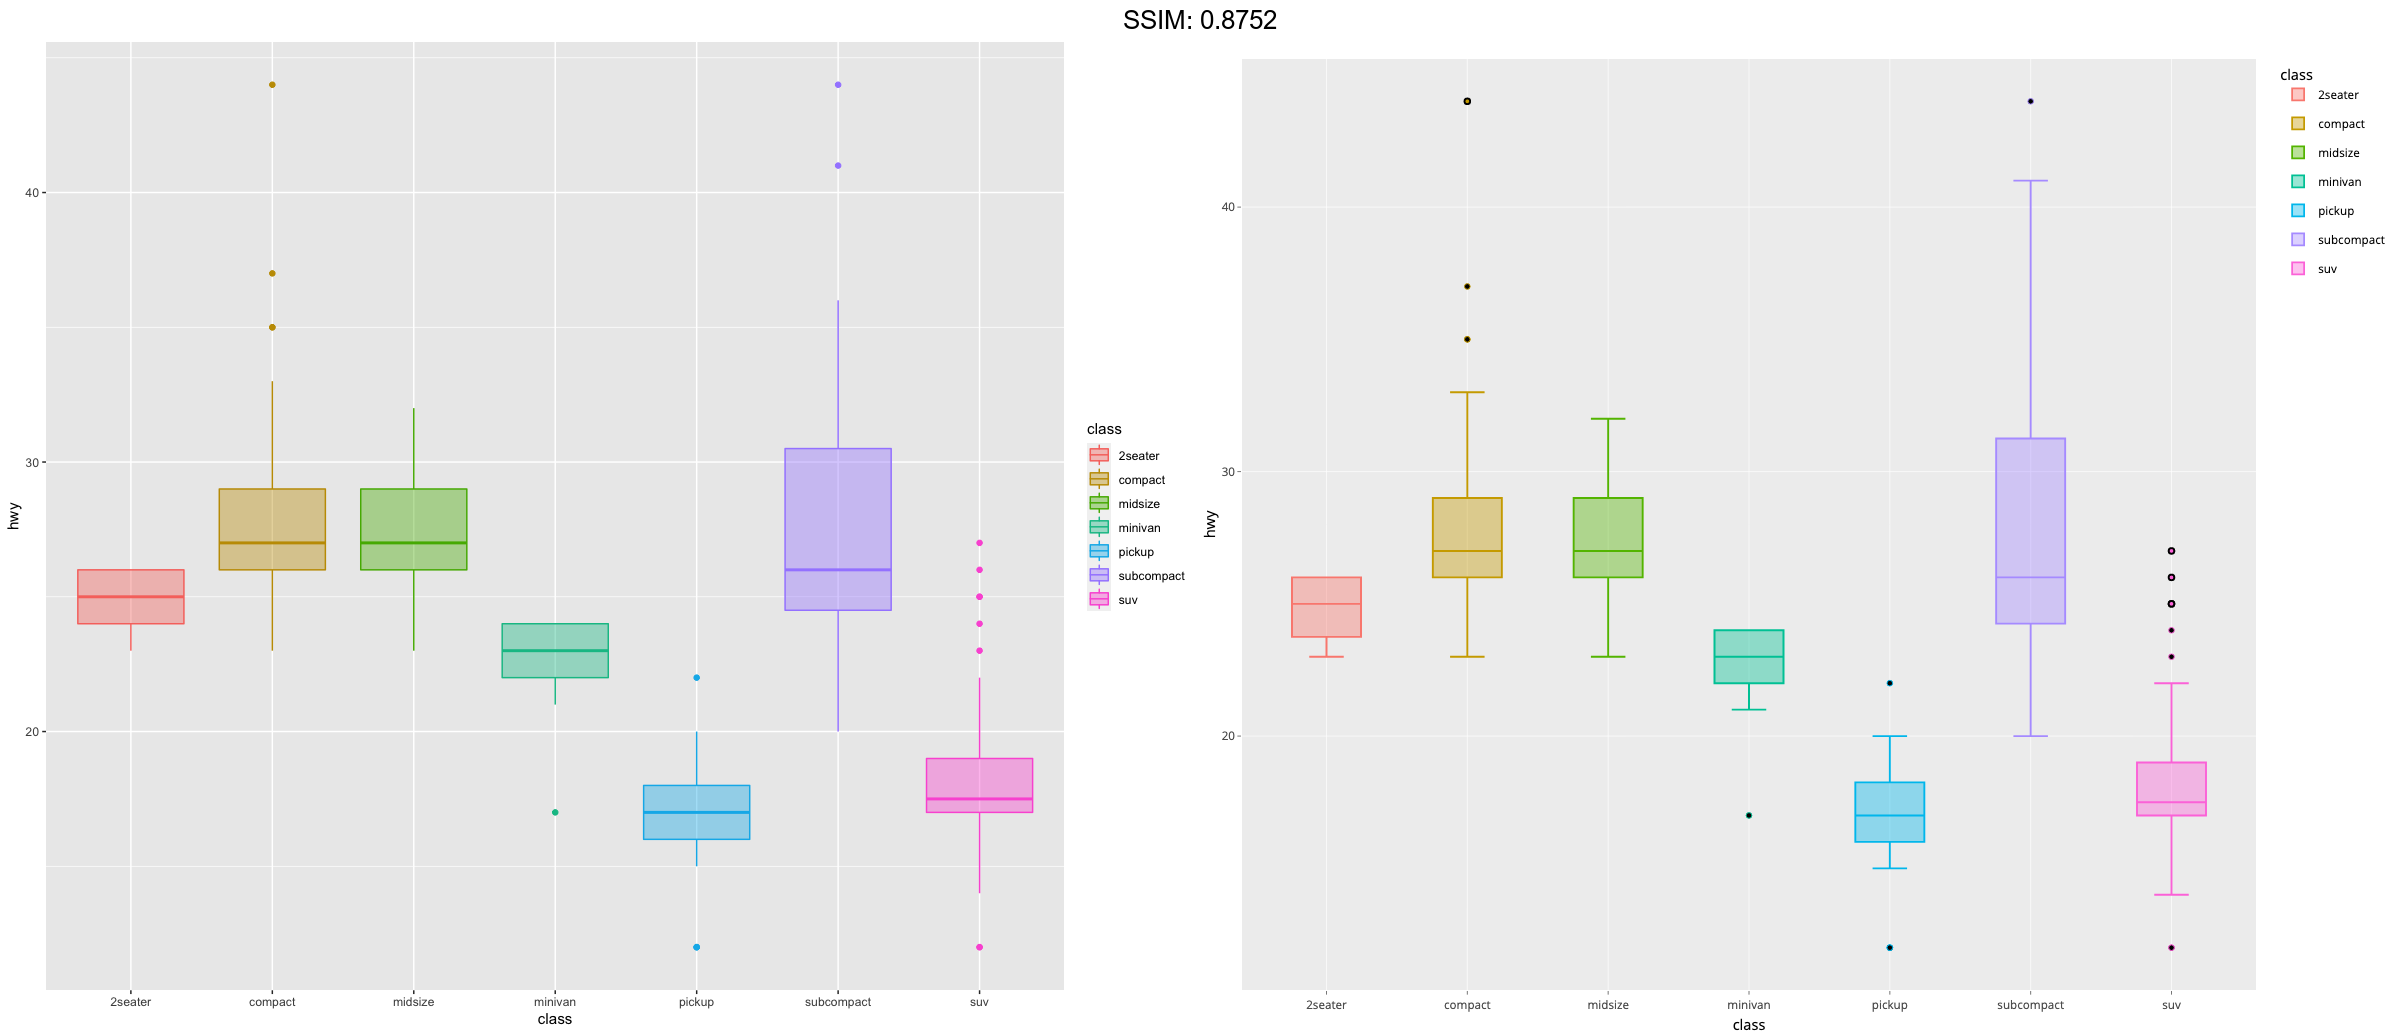 SSIM: 0.8752
hwy
40
30
20
2seater compact midsize minivan pickup subcompact suv
class
class
2seater
compact
midsize
minivan
pickup
subcompact
suv
hwy
40
30
20
2seater compact midsize minivan pickup subcompact suv
class
class
2seater
compact
midsize
minivan
pickup
subcompact
suv